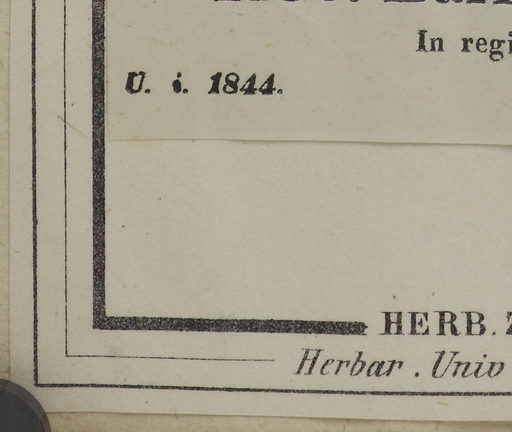 In regi
U. i. 1844.
HERB. Z
Herbar. Univ